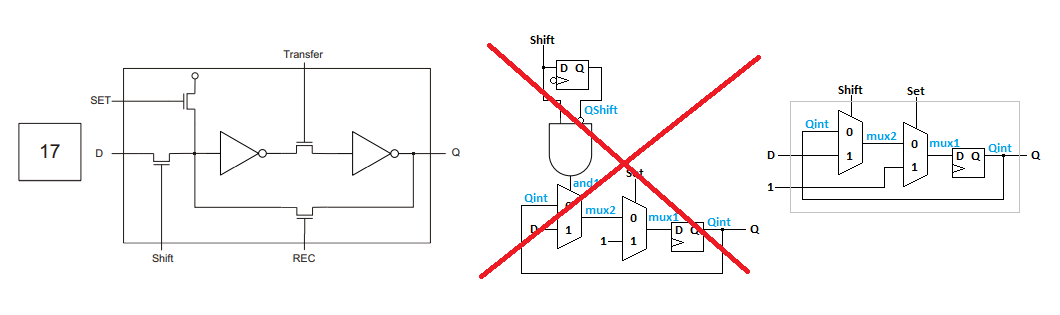 17
Transfer
SET
D
Q
Shift
REC
Shift
D Q
QShift
and1
Set
Qint
0
mux2
D
1
0
mux1
1
1
D Q
Qint
Q
Shift
Set
Qint
0
mux2
0
mux1
D
1
D Q
Qint
Q
1
1